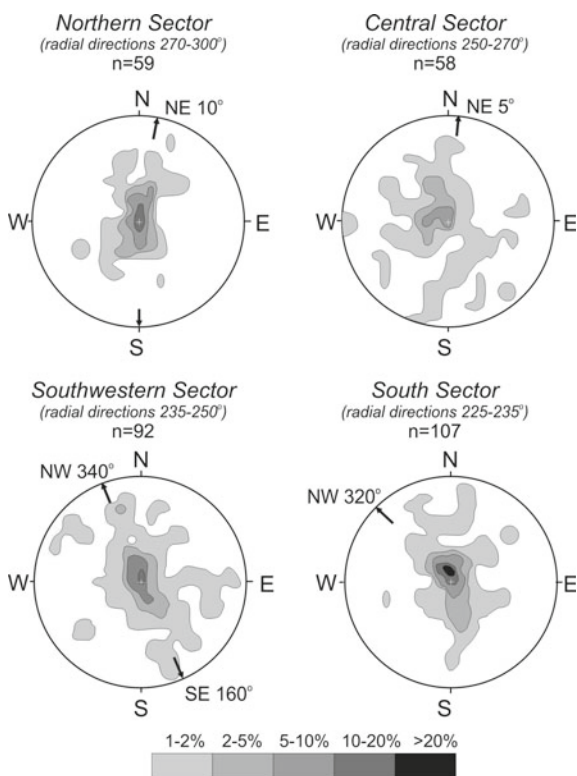 Northern Sector
(radial directions 270-300°)
n=59
N
NE 10°
W
E
S
Central Sector
(radial directions 250-270°)
n=58
N
NE 5°
W
E
S
Southwestern Sector
(radial directions 235-250°)
n=92
N
NW 340°
W
E
SE 160°
S
South Sector
(radial directions 225-235°)
n=107
N
NW 320°
W
E
S
1-2% 2-5% 5-10% 10-20% >20%